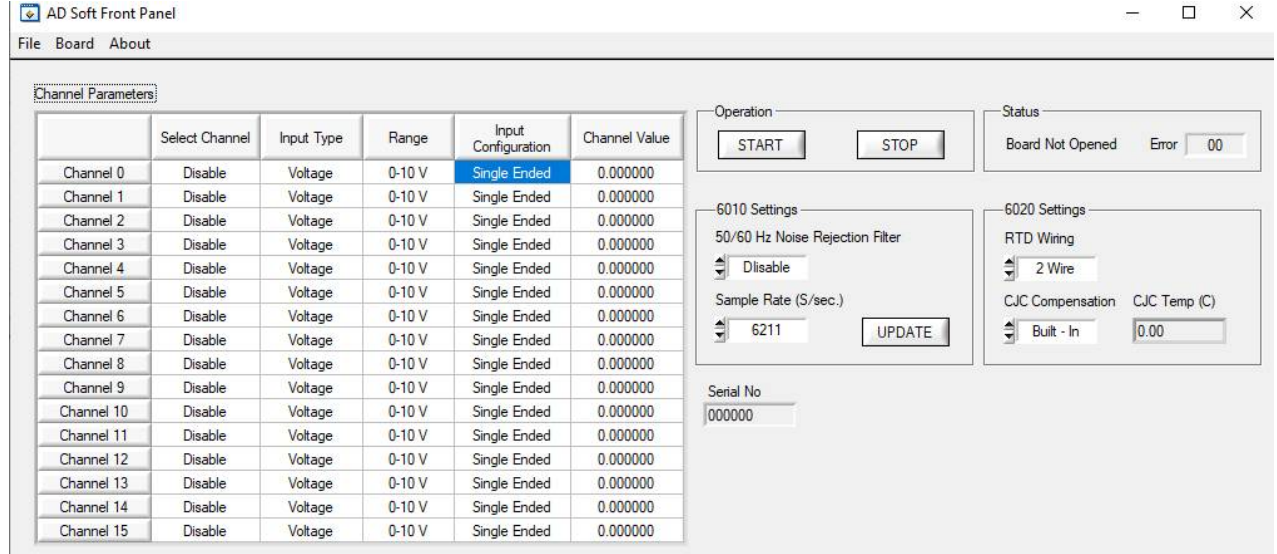 AD Soft Front Panel
File Board About
Channel Parameters
Select Channel Input Type Range Input Configuration Channel Value
Channel 0 Disable Voltage 0-10 V Single Ended 0.000000
Channel 1 Disable Voltage 0-10 V Single Ended 0.000000
Channel 2 Disable Voltage 0-10 V Single Ended 0.000000
Channel 3 Disable Voltage 0-10 V Single Ended 0.000000
Channel 4 Disable Voltage 0-10 V Single Ended 0.000000
Channel 5 Disable Voltage 0-10 V Single Ended 0.000000
Channel 6 Disable Voltage 0-10 V Single Ended 0.000000
Channel 7 Disable Voltage 0-10 V Single Ended 0.000000
Channel 8 Disable Voltage 0-10 V Single Ended 0.000000
Channel 9 Disable Voltage 0-10 V Single Ended 0.000000
Channel 10 Disable Voltage 0-10 V Single Ended 0.000000
Channel 11 Disable Voltage 0-10 V Single Ended 0.000000
Channel 12 Disable Voltage 0-10 V Single Ended 0.000000
Channel 13 Disable Voltage 0-10 V Single Ended 0.000000
Channel 14 Disable Voltage 0-10 V Single Ended 0.000000
Channel 15 Disable Voltage 0-10 V Single Ended 0.000000
Operation
START STOP
Status
Board Not Opened Error 00
6010 Settings
50/60 Hz Noise Rejection Filter
DIisable
Sample Rate (S/sec.)
6211 UPDATE
6020 Settings
RTD Wiring
2 Wire
CJC Compensation CJC Temp (C)
Built - In 0.00
Serial No
000000